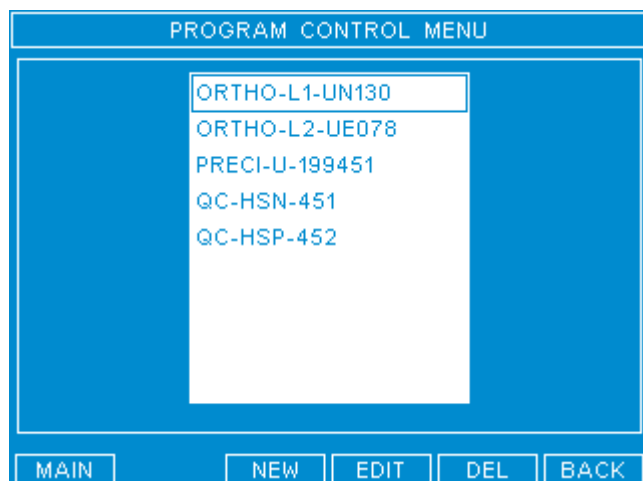 PROGRAM CONTROL MENU
ORTHO-L1-UN130
ORTHO-L2-UE078
PRECI-U-199451
QC-HSN-451
QC-HSP-452
MAIN NEW EDIT DEL BACK